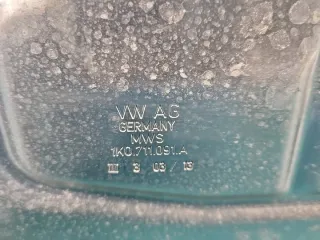 VW AG
GERMANY
MWS
1K0.711.091.A
III 3 03/13